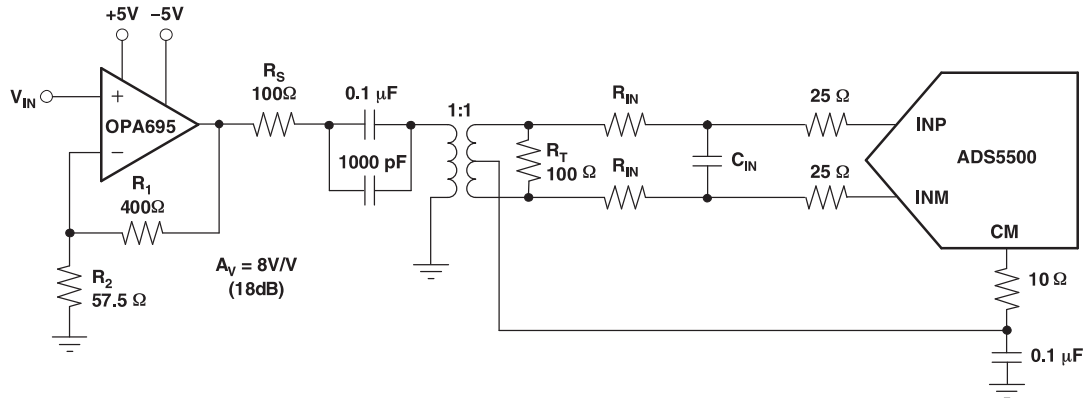 +5V
−5V
V_IN
+
OPA695
−
R_S
100Ω
0.1 μF
1000 pF
1:1
R_T
100 Ω
R_IN
R_IN
C_IN
25 Ω
25 Ω
INP
ADS5500
INM
CM
R_1
400Ω
R_2
57.5 Ω
A_V = 8V/V
(18dB)
10 Ω
0.1 μF